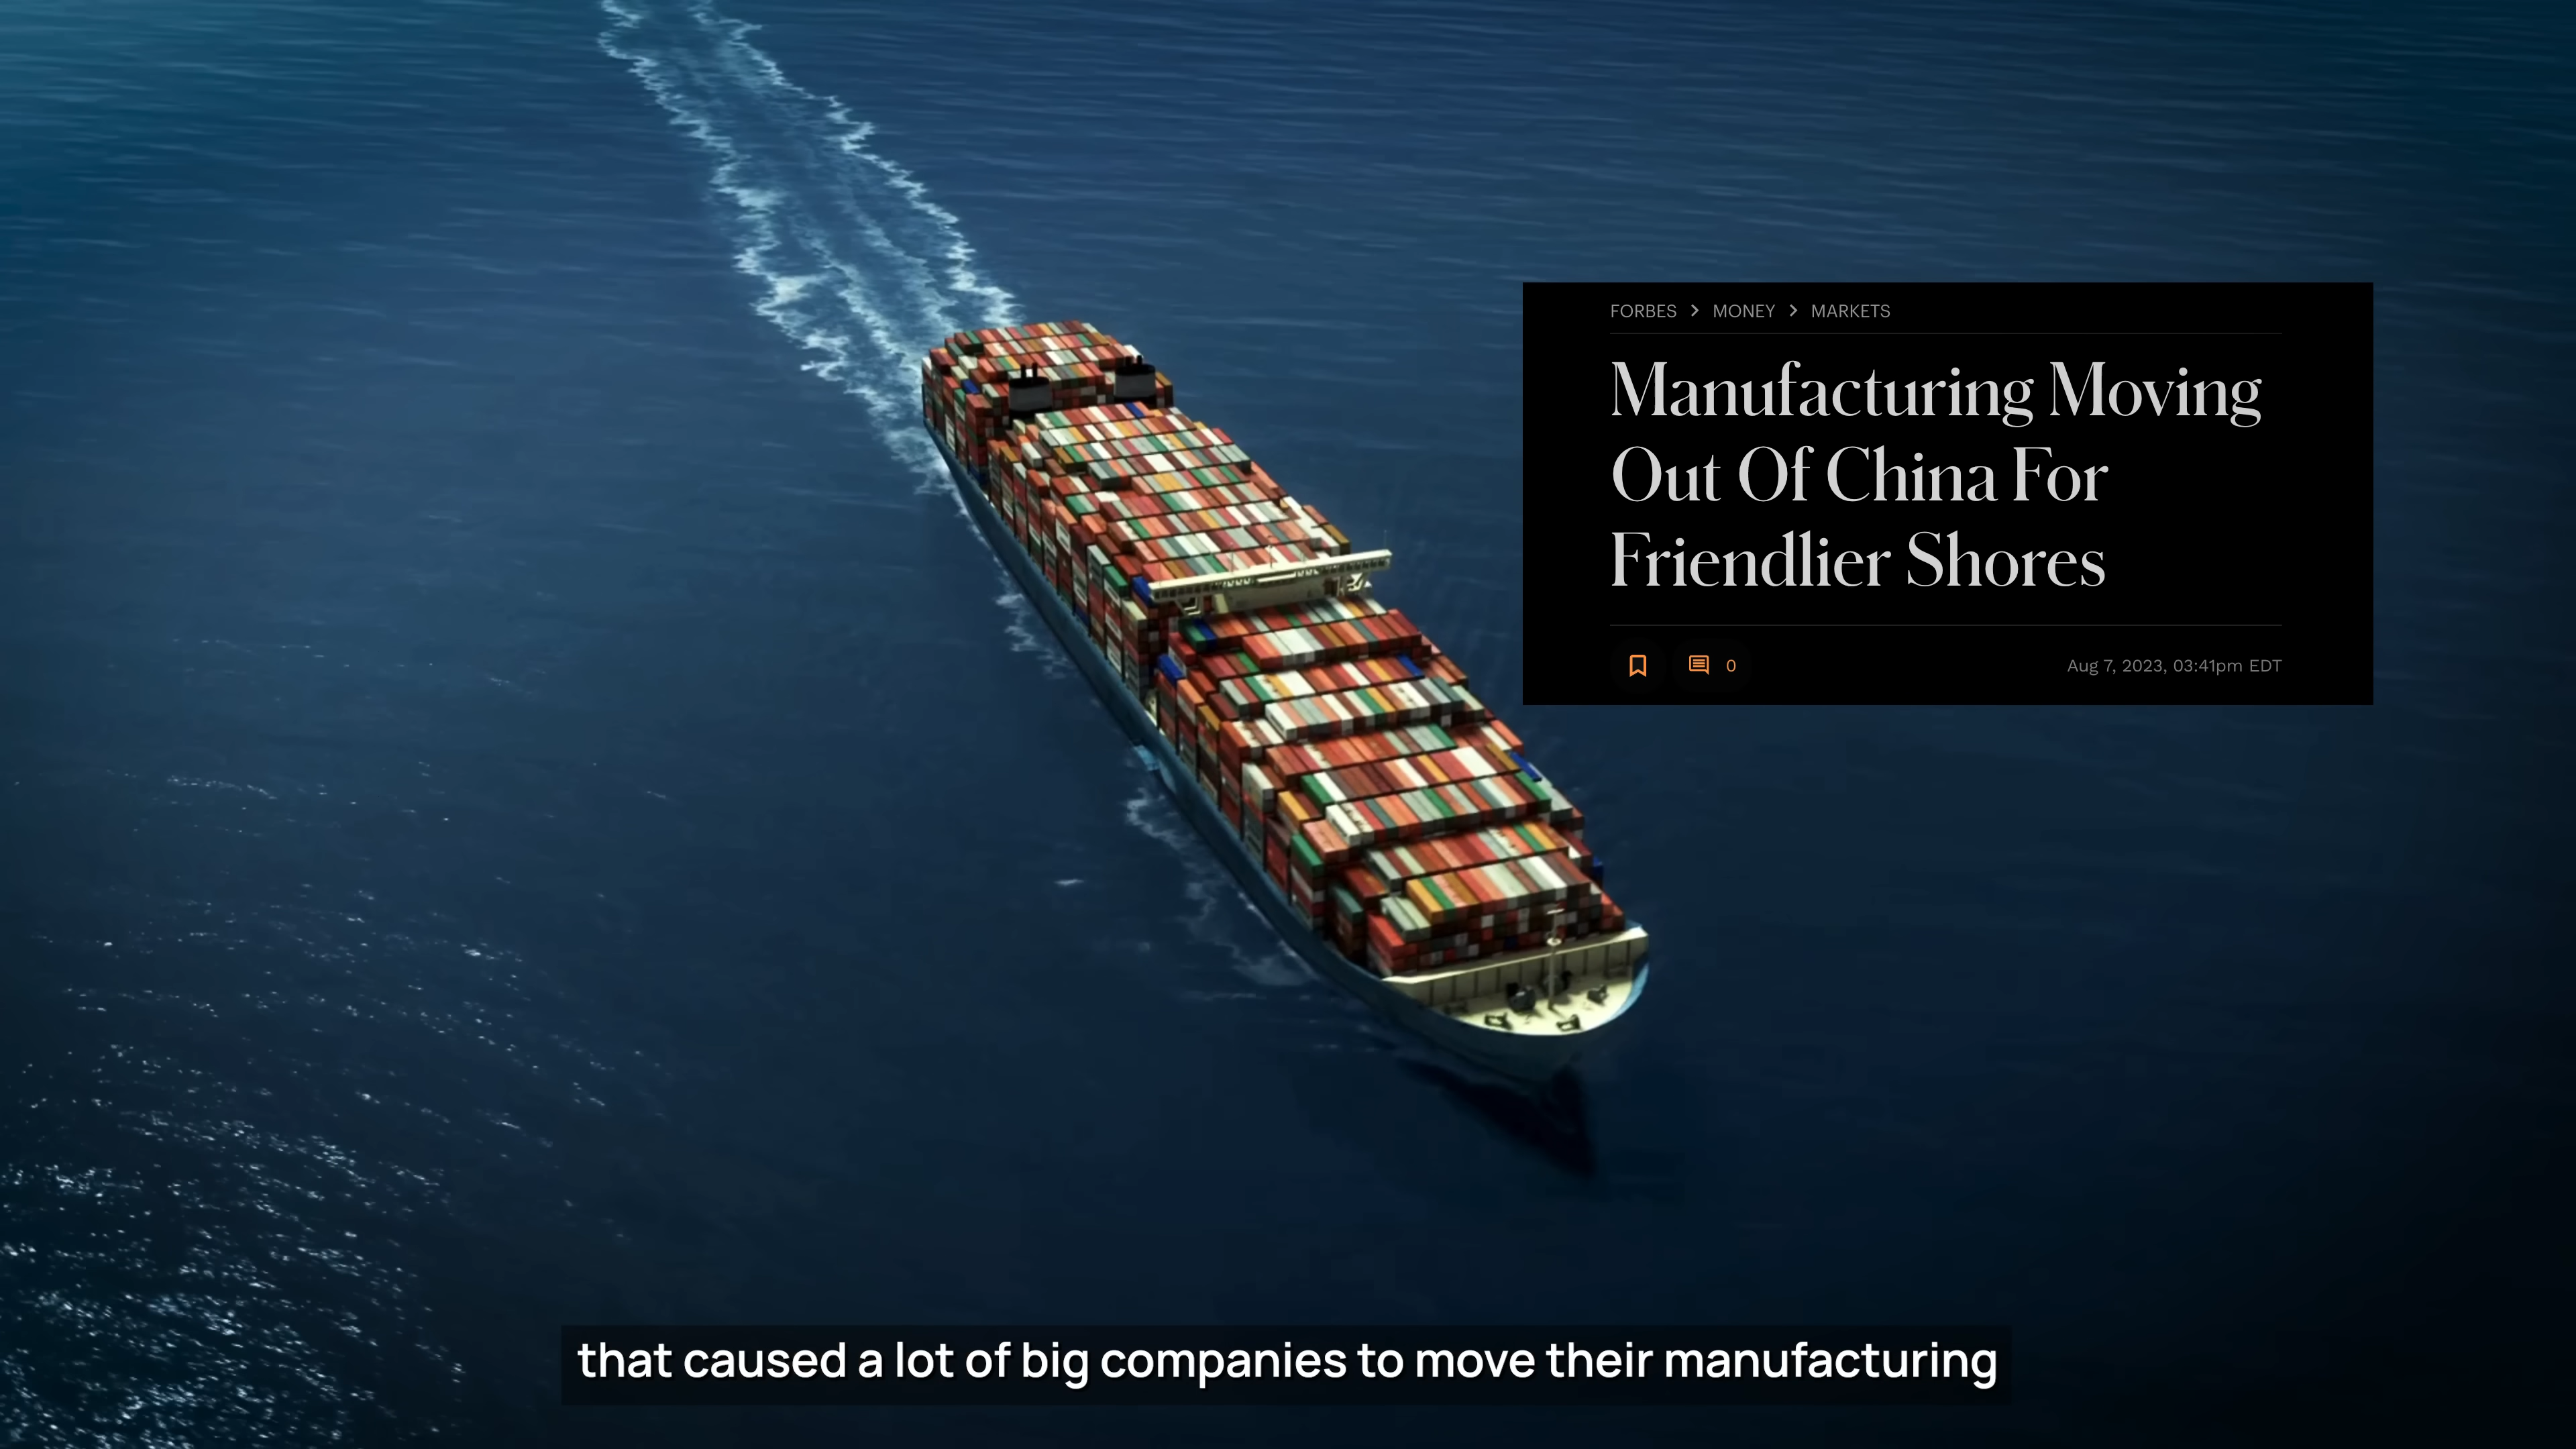 FORBES > MONEY > MARKETS
Manufacturing Moving
Out Of China For
Friendlier Shores
0
Aug 7, 2023, 03:41pm EDT
that caused a lot of big companies to move their manufacturing